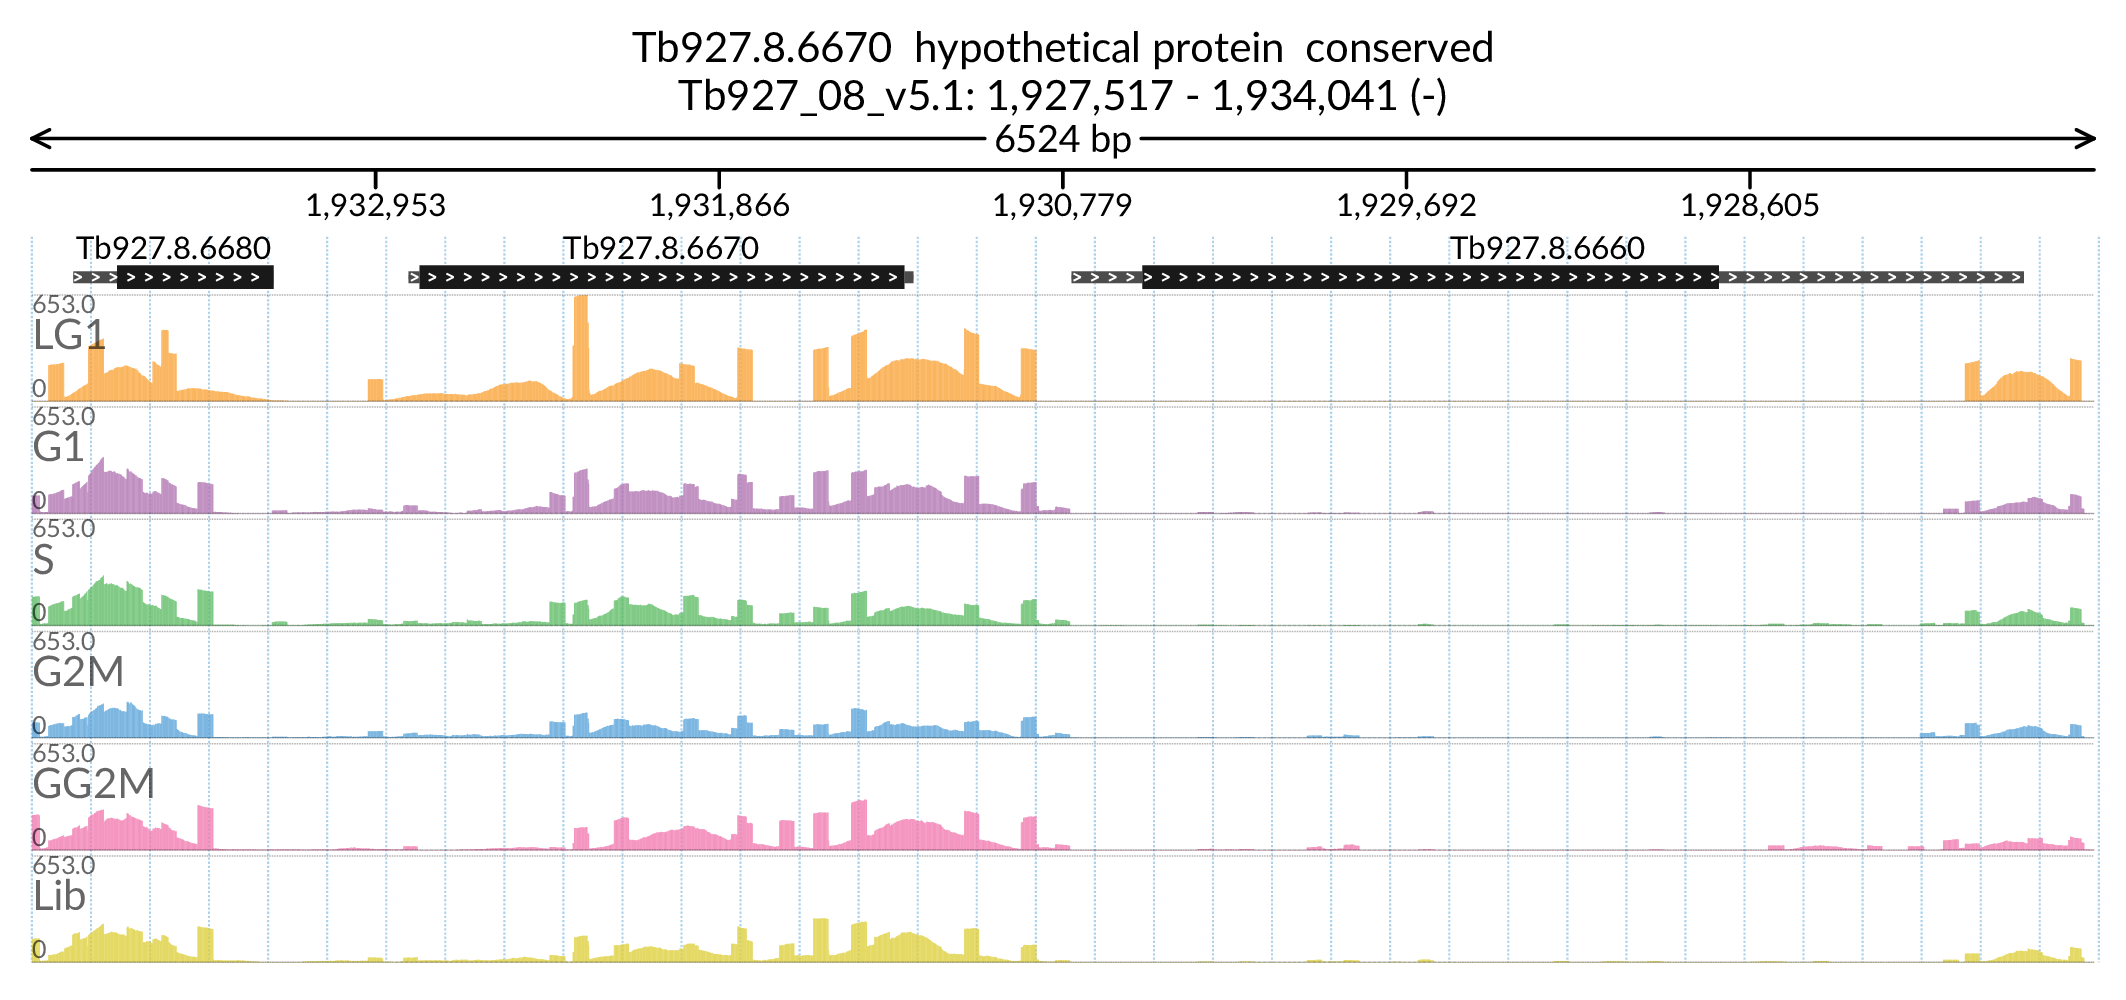 Tb927.8.6670  hypothetical protein  conserved
Tb927_08_v5.1: 1,927,517 - 1,934,041 (-)
6524 bp
1,932,953 1,931,866 1,930,779 1,929,692 1,928,605
Tb927.8.6680 Tb927.8.6670 Tb927.8.6660
653.0
LG1
0
653.0
G1
0
653.0
S
0
653.0
G2M
0
653.0
GG2M
0
653.0
Lib
0